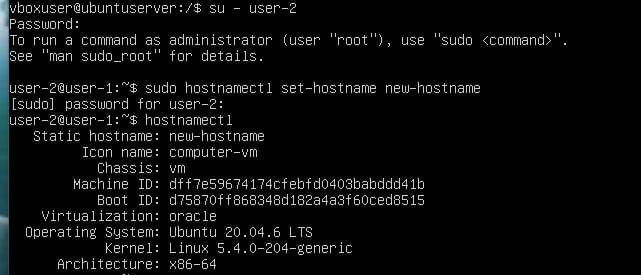 vboxuser@ubuntuserver:/$ su - user-2
Password:
To run a command as administrator (user "root"), use "sudo <command>".
See "man sudo_root" for details.
user-2@user-1:~$ sudo hostnamectl set-hostname new-hostname
[sudo] password for user-2:
user-2@user-1:~$ hostnamectl
Static hostname: new-hostname
Icon name: computer-vm
Chassis: vm
Machine ID: dff7e59674174cfebfd0403babddd41b
Boot ID: d75870ff868348d182a4a3f60ced8515
Virtualization: oracle
Operating System: Ubuntu 20.04.6 LTS
Kernel: Linux 5.4.0-204-generic
Architecture: x86-64